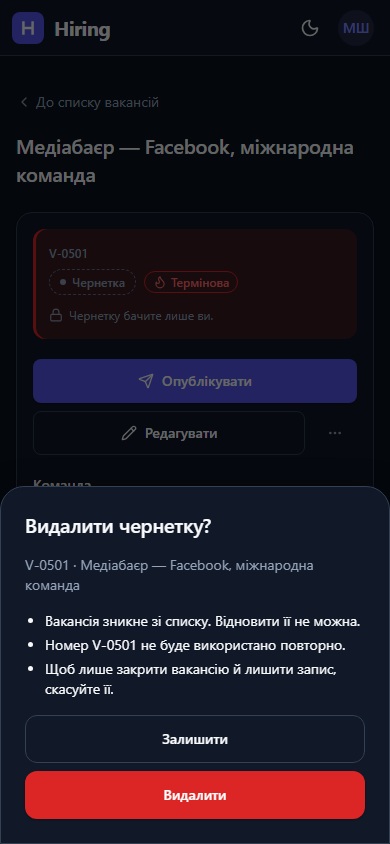 H Hiring МШ
До списку вакансій
Медіабаєр — Facebook, міжнародна
команда
V-0501
Чернетка Термінова
Чернетку бачите лише ви.
Опублікувати
Редагувати ...
Команда
Видалити чернетку?
V-0501 · Медіабаєр — Facebook, міжнародна
команда
• Вакансія зникне зі списку. Відновити її не можна.
• Номер V-0501 не буде використано повторно.
• Щоб лише закрити вакансію й лишити запис,
скасуйте її.
Залишити
Видалити